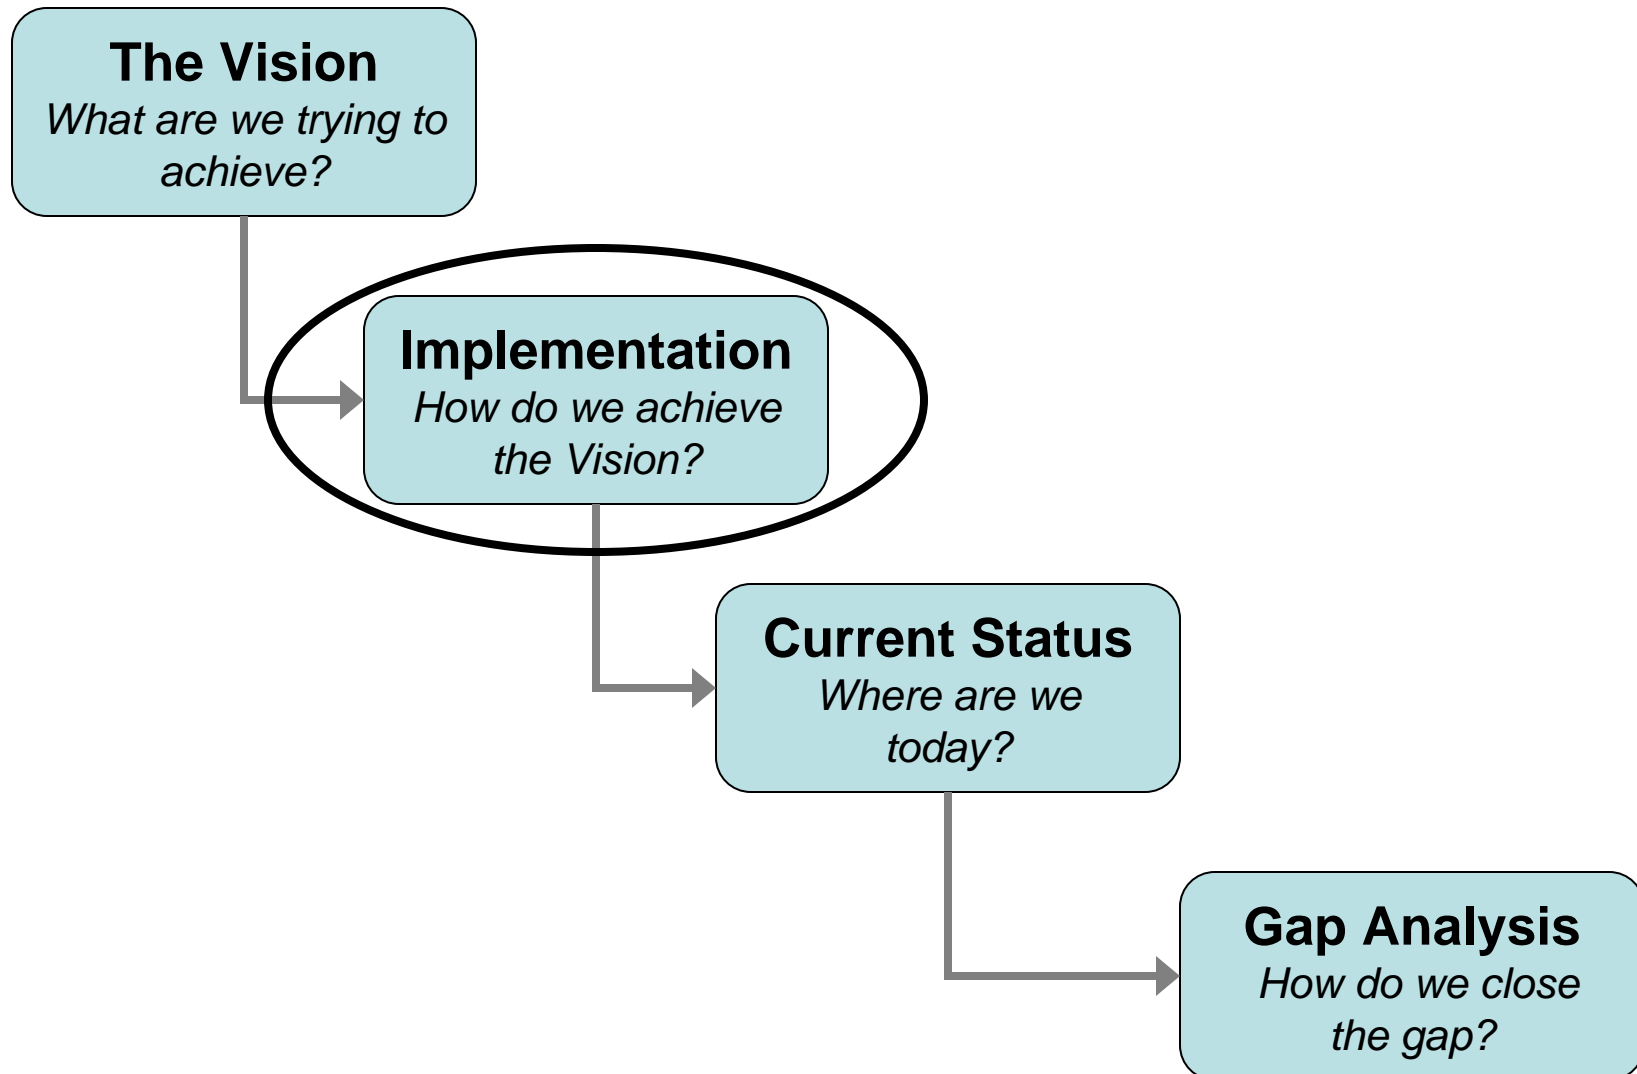 The Vision
What are we trying to
achieve?
Implementation
How do we achieve
the Vision?
Current Status
Where are we
today?
Gap Analysis
How do we close
the gap?